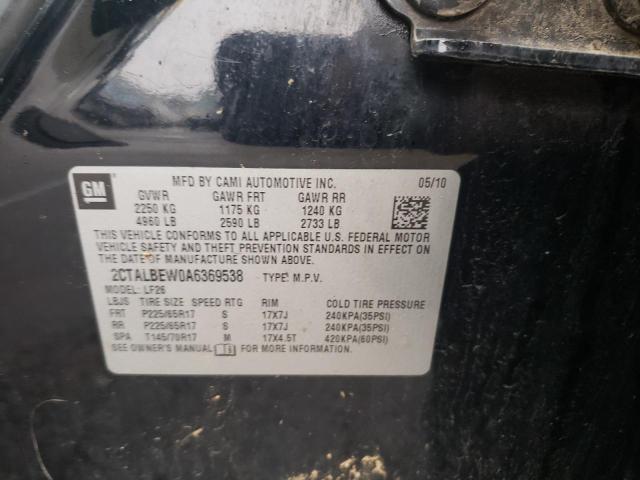 GM
MFD BY CAMI AUTOMOTIVE INC. 05/10
GVWR GAWR FRT GAWR RR
2250 KG 1175 KG 1240 KG
4960 LB 2590 LB 2733 LB
THIS VEHICLE CONFORMS TO ALL APPLICABLE U.S. FEDERAL MOTOR
VEHICLE SAFETY AND THEFT PREVENTION STANDARDS IN EFFECT ON
THE DATE OF MANUFACTURE SHOWN ABOVE.
2CTALBEW0A6369538 TYPE: M.P.V.
MODEL: LF26
LBJS TIRE SIZE SPEED RTG RIM COLD TIRE PRESSURE
FRT P225/65R17 S 17X7J 240KPA(35PSI)
RR P225/65R17 S 17X7J 240KPA(35PSI)
SPA T145/70R17 M 17X4.5T 420KPA(60PSI)
SEE OWNER'S MANUAL FOR ADDITIONAL INFORMATION.